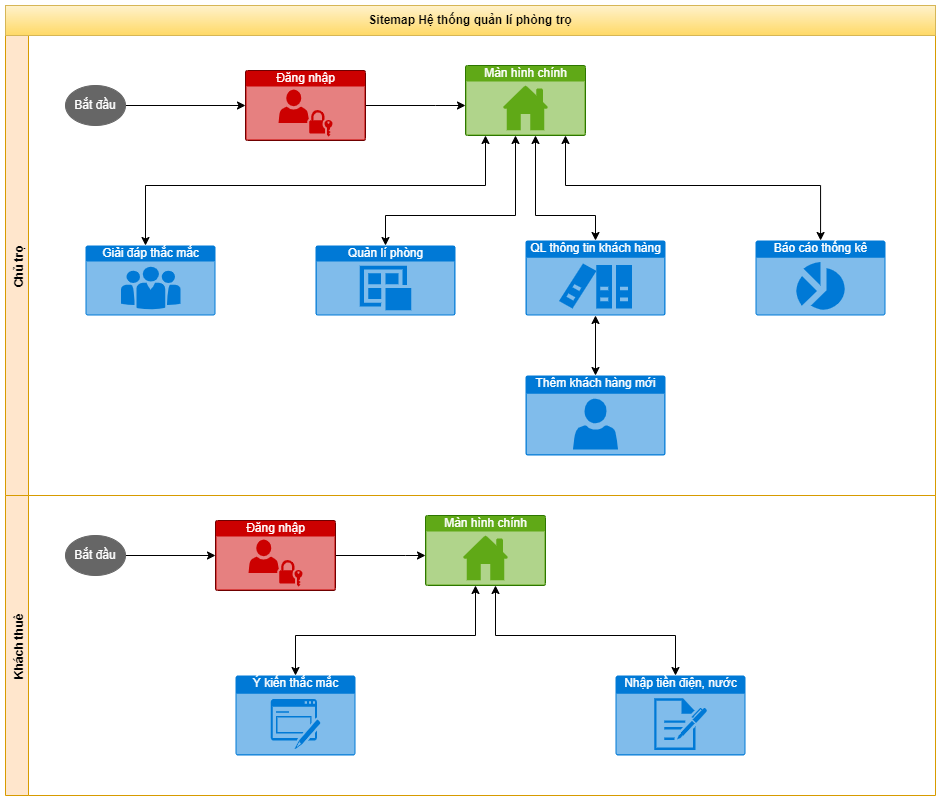 Sitemap Hệ thống quản lí phòng trọ
Chủ trọ
Bắt đầu
Đăng nhập
Màn hình chính
Giải đáp thắc mắc
Quản lí phòng
QL thông tin khách hàng
Báo cáo thống kê
Thêm khách hàng mới
Khách thuê
Bắt đầu
Đăng nhập
Màn hình chính
Ý kiến thắc mắc
Nhập tiền điện, nước